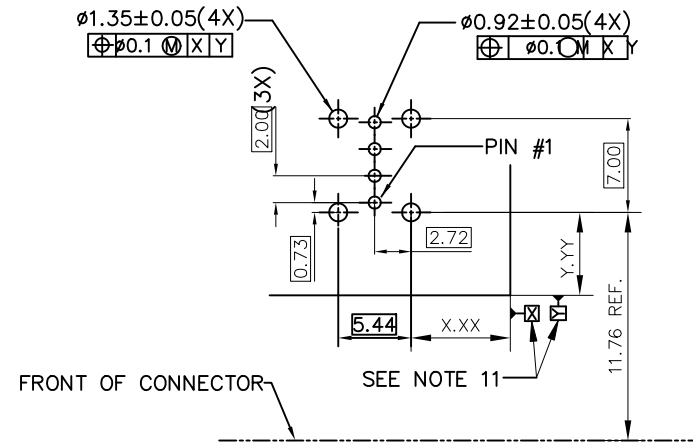 ø1.35±0.05(4X)
⌖ ø0.1 Ⓜ X Y
ø0.92±0.05(4X)
⌖ ø0.1 Ⓜ X Y
2.00(3X)
PIN #1
7.00
0.73
2.72
Y.YY
5.44
X.XX
X
Y
11.76 REF.
FRONT OF CONNECTOR
SEE NOTE 11